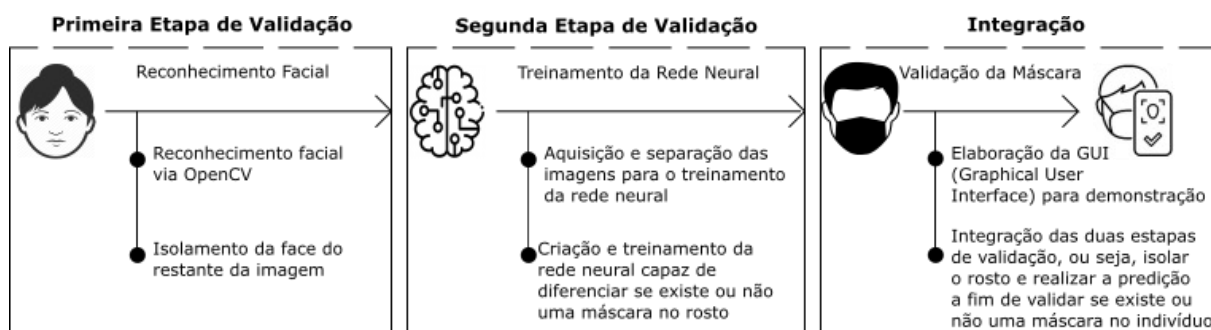 Primeira Etapa de Validação
Reconhecimento Facial
Reconhecimento facial
via OpenCV
Isolamento da face do
restante da imagem
Segunda Etapa de Validação
Treinamento da Rede Neural
Aquisição e separação das
imagens para o treinamento
da rede neural
Criação e treinamento da
rede neural capaz de
diferenciar se existe ou não
uma máscara no rosto
Integração
Validação da Máscara
Elaboração da GUI
(Graphical User
Interface) para demonstração
Integração das duas estapas
de validação, ou seja, isolar
o rosto e realizar a predição
a fim de validar se existe ou
não uma máscara no indivíduo